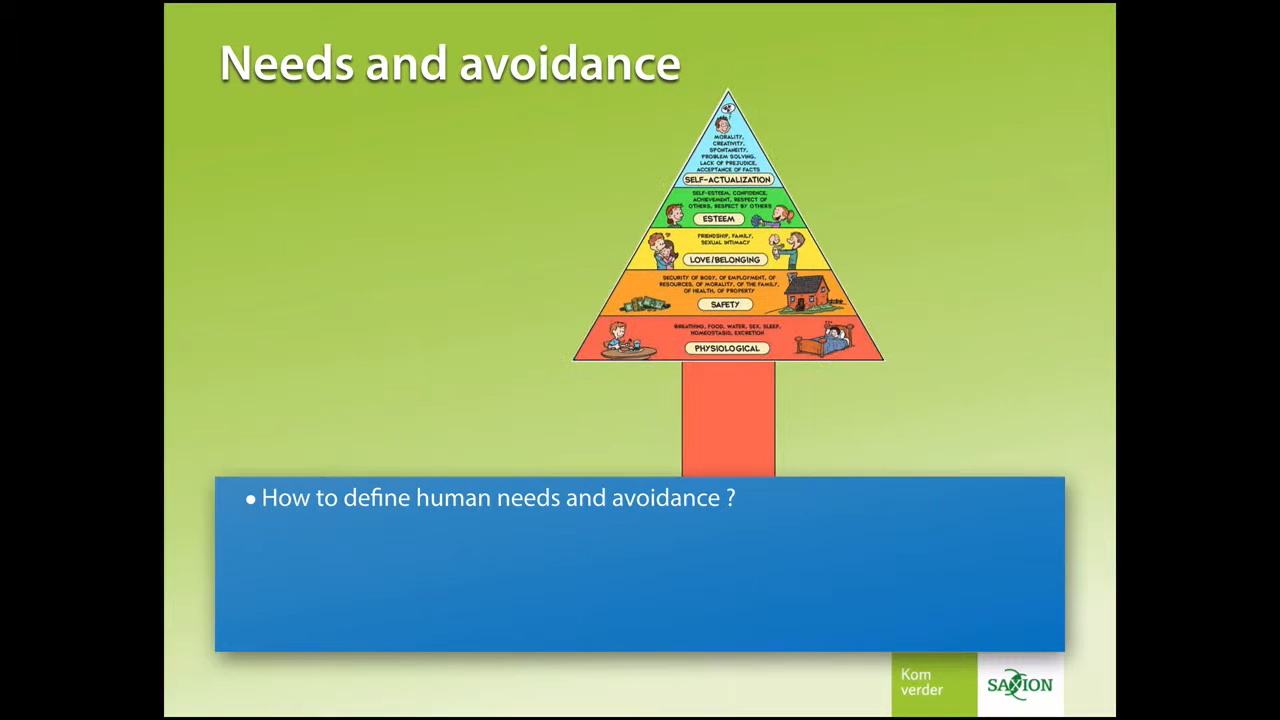 Needs and avoidance
MORALITY,
CREATIVITY,
SPONTANEITY,
PROBLEM SOLVING,
LACK OF PREJUDICE,
ACCEPTANCE OF FACTS
SELF-ACTUALIZATION
SELF-ESTEEM, CONFIDENCE,
ACHIEVEMENT, RESPECT OF
OTHERS, RESPECT BY OTHERS
ESTEEM
FRIENDSHIP, FAMILY,
SEXUAL INTIMACY
LOVE/BELONGING
SECURITY OF BODY, OF EMPLOYMENT, OF
RESOURCES, OF MORALITY, OF THE FAMILY,
OF HEALTH, OF PROPERTY
SAFETY
BREATHING, FOOD, WATER, SEX, SLEEP,
HOMEOSTASIS, EXCRETION
PHYSIOLOGICAL
• How to define human needs and avoidance ?
Kom
verder
SAXION